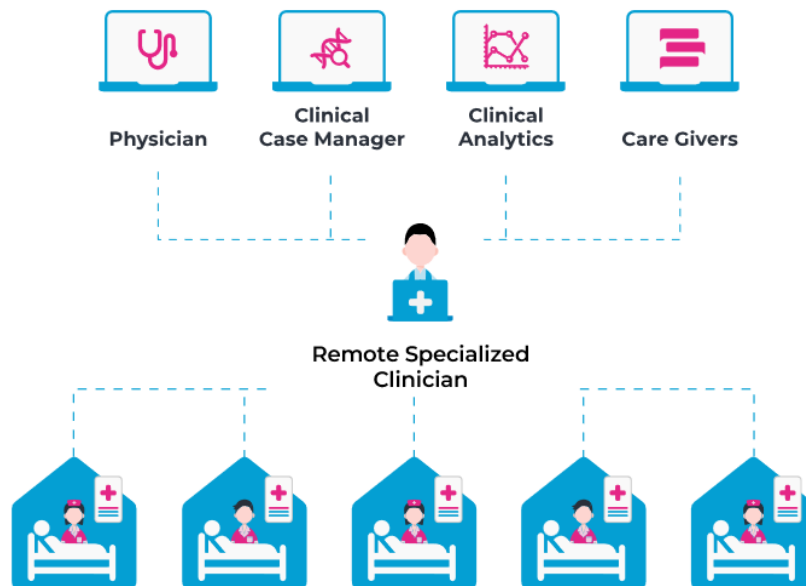 Physician
Clinical
Case Manager
Clinical
Analytics
Care Givers
Remote Specialized
Clinician